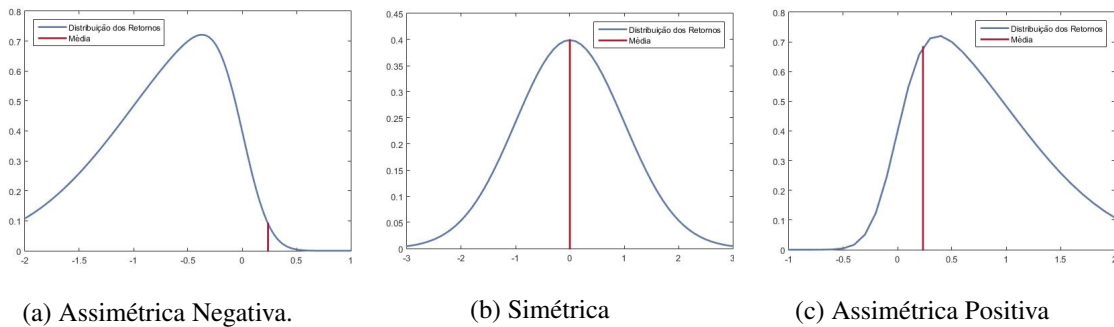 0.8
0.7
0.6
0.5
0.4
0.3
0.2
0.1
0
-2 -1.5 -1 -0.5 0 0.5 1
Distribuição dos Retornos
Média
(a) Assimétrica Negativa.
0.45
0.4
0.35
0.3
0.25
0.2
0.15
0.1
0.05
0
-3 -2 -1 0 1 2 3
Distribuição dos Retornos
Média
(b) Simétrica
0.8
0.7
0.6
0.5
0.4
0.3
0.2
0.1
0
-1 -0.5 0 0.5 1 1.5 2
Distribuição dos Retornos
Média
(c) Assimétrica Positiva